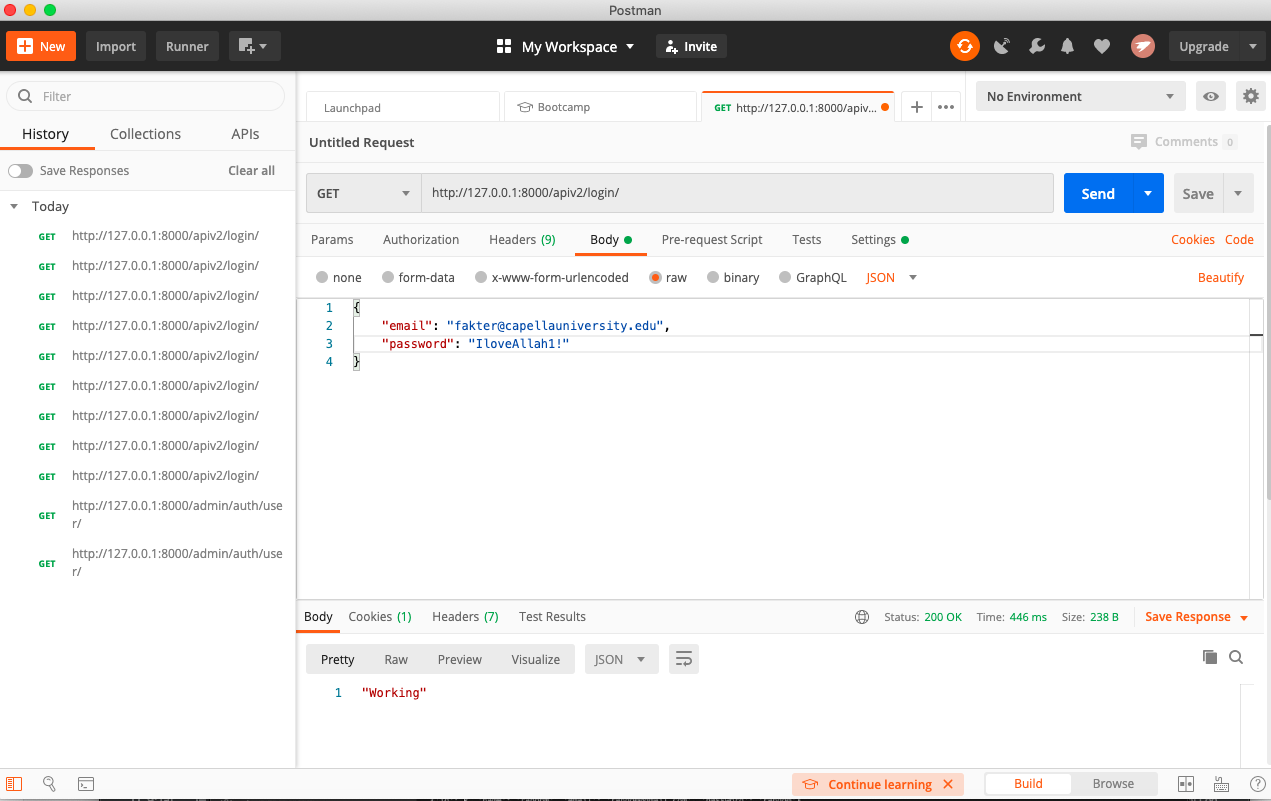 Postman
New Import Runner My Workspace Invite Upgrade
Filter
History Collections APIs
Save Responses Clear all
Today
GET http://127.0.0.1:8000/apiv2/login/
GET http://127.0.0.1:8000/apiv2/login/
GET http://127.0.0.1:8000/apiv2/login/
GET http://127.0.0.1:8000/apiv2/login/
GET http://127.0.0.1:8000/apiv2/login/
GET http://127.0.0.1:8000/apiv2/login/
GET http://127.0.0.1:8000/apiv2/login/
GET http://127.0.0.1:8000/apiv2/login/
GET http://127.0.0.1:8000/apiv2/login/
GET http://127.0.0.1:8000/admin/auth/use
r/
GET http://127.0.0.1:8000/admin/auth/use
r/
Launchpad Bootcamp GET http://127.0.0.1:8000/apiv... No Environment
Untitled Request Comments 0
GET http://127.0.0.1:8000/apiv2/login/ Send Save
Params Authorization Headers (9) Body Pre-request Script Tests Settings Cookies Code
none form-data x-www-form-urlencoded raw binary GraphQL JSON Beautify
1 {
2 "email": "fakter@capellauniversity.edu",
3 "password": "IloveAllah1!"
4 }
Body Cookies (1) Headers (7) Test Results Status: 200 OK Time: 446 ms Size: 238 B Save Response
Pretty Raw Preview Visualize JSON
1 "Working"
Continue learning Build Browse